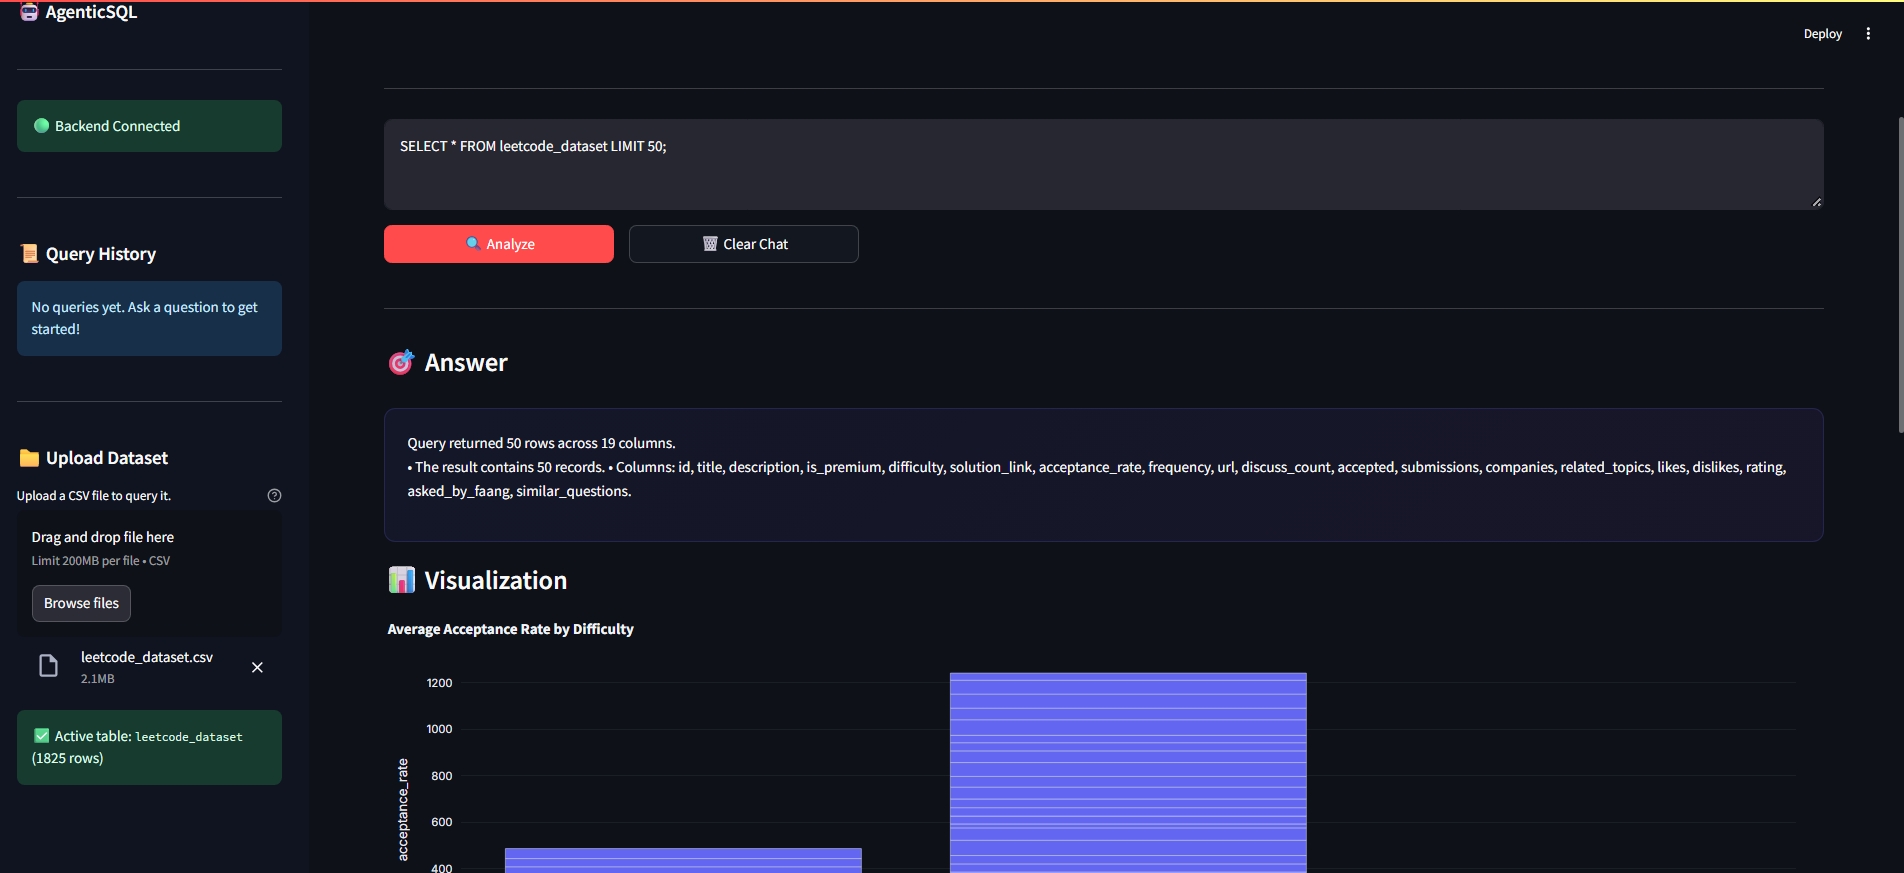 AgenticSQL
Deploy
Backend Connected
Query History
No queries yet. Ask a question to get
started!
Upload Dataset
Upload a CSV file to query it.
Drag and drop file here
Limit 200MB per file • CSV
Browse files
leetcode_dataset.csv
2.1MB
Active table: leetcode_dataset
(1825 rows)
SELECT * FROM leetcode_dataset LIMIT 50;
Analyze
Clear Chat
Answer
Query returned 50 rows across 19 columns.
• The result contains 50 records. • Columns: id, title, description, is_premium, difficulty, solution_link, acceptance_rate, frequency, url, discuss_count, accepted, submissions, companies, related_topics, likes, dislikes, rating,
asked_by_faang, similar_questions.
Visualization
Average Acceptance Rate by Difficulty
1200
1000
800
600
400
acceptance_rate